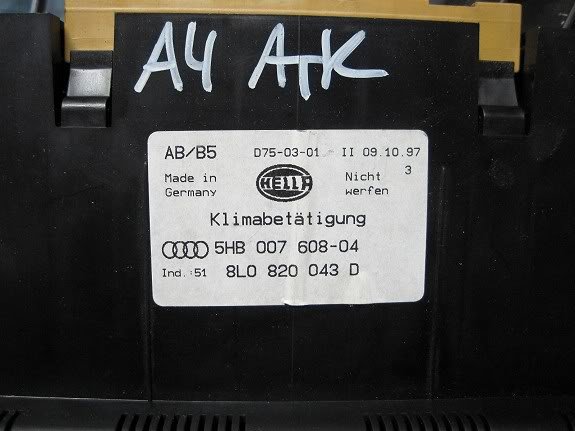 A4 ATK
AB/B5 D75-03-01 II 09.10.97
3
Made in Germany HELLA Nicht werfen
Klimabetätigung
5HB 007 608-04
Ind.:51 8L0 820 043 D